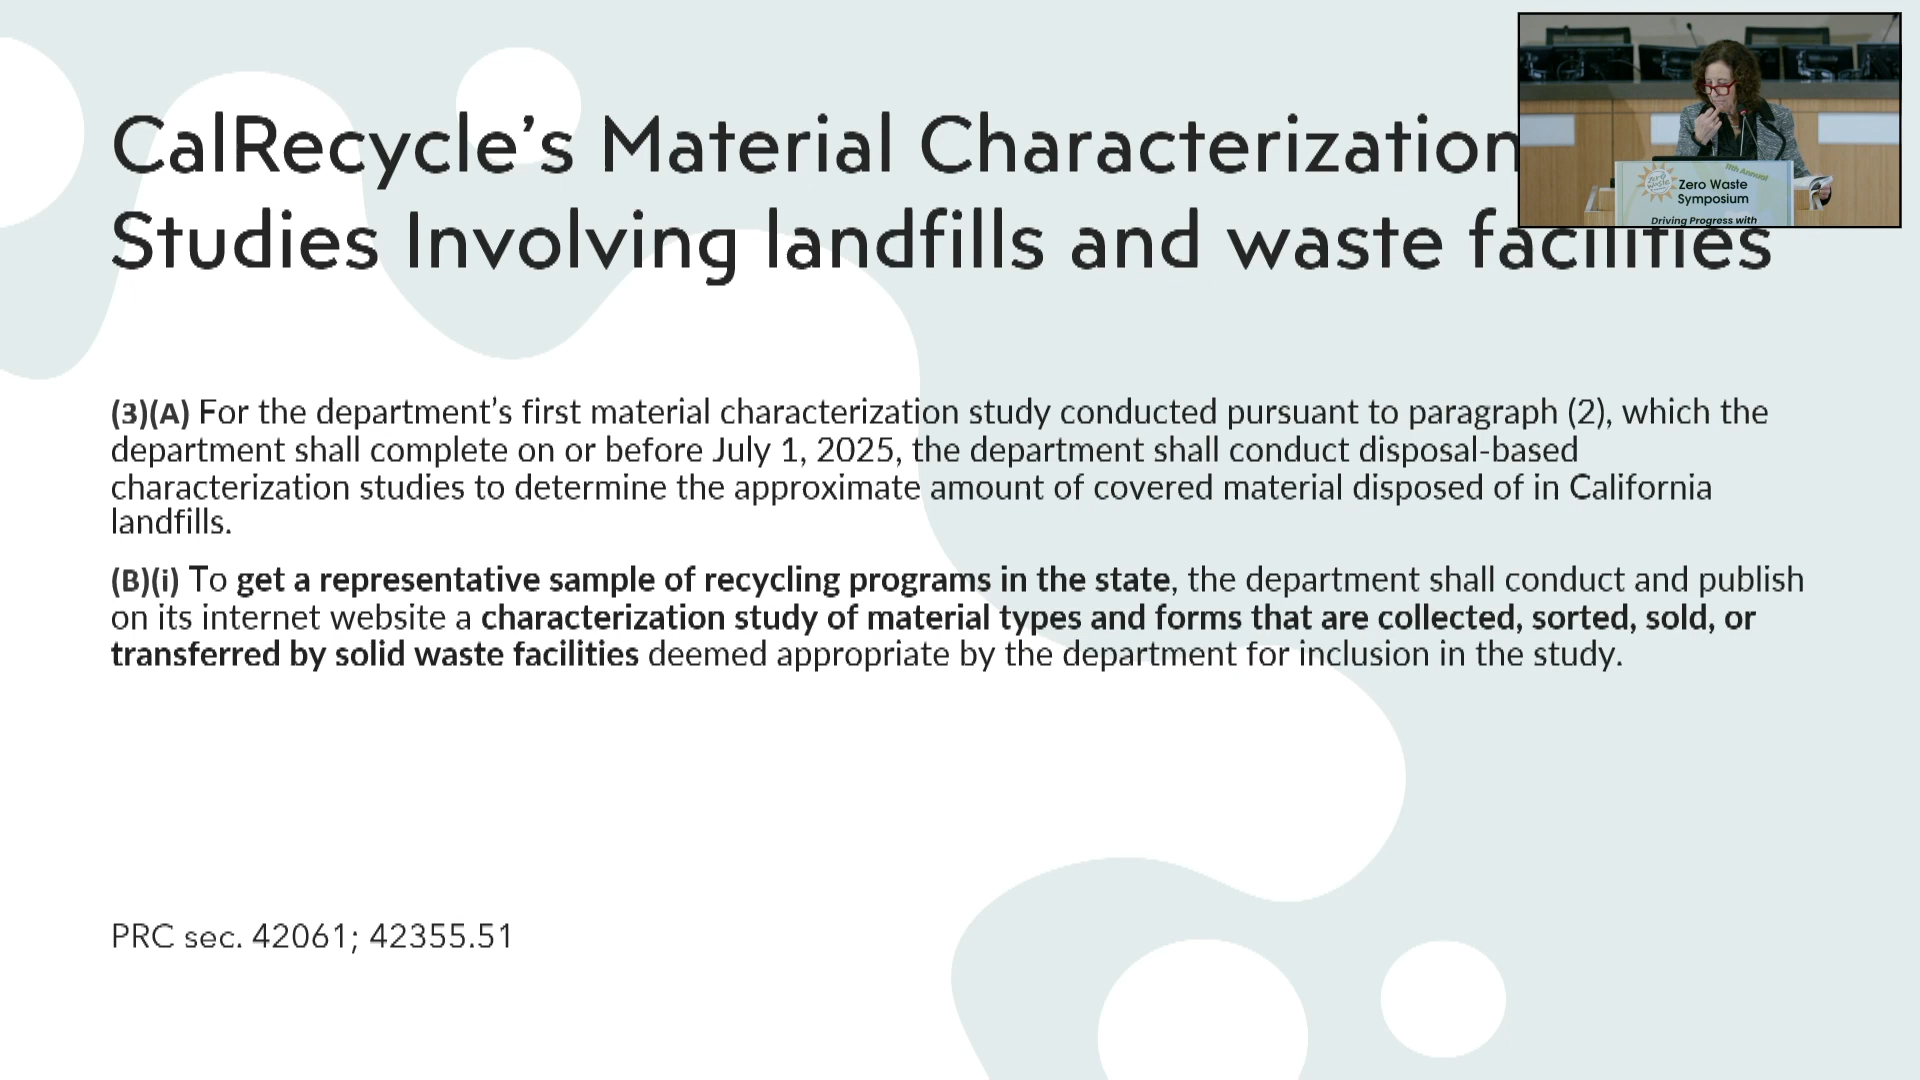 CalRecycle’s Material Characterization
Studies Involving landfills and waste facilities
(3)(A) For the department’s first material characterization study conducted pursuant to paragraph (2), which the
department shall complete on or before July 1, 2025, the department shall conduct disposal-based
characterization studies to determine the approximate amount of covered material disposed of in California
landfills.
(B)(i) To get a representative sample of recycling programs in the state, the department shall conduct and publish
on its internet website a characterization study of material types and forms that are collected, sorted, sold, or
transferred by solid waste facilities deemed appropriate by the department for inclusion in the study.
PRC sec. 42061; 42355.51
11th Annual
Zero Waste
Symposium
Driving Progress with